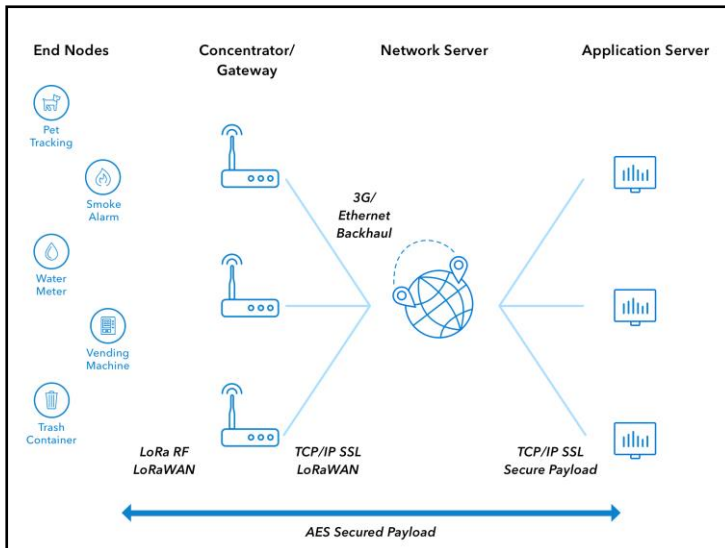 End Nodes
Concentrator/
Gateway
Network Server
Application Server
Pet
Tracking
Smoke
Alarm
3G/
Ethernet
Backhaul
Water
Meter
Vending
Machine
Trash
Container
LoRa RF
LoRaWAN
TCP/IP SSL
LoRaWAN
TCP/IP SSL
Secure Payload
AES Secured Payload